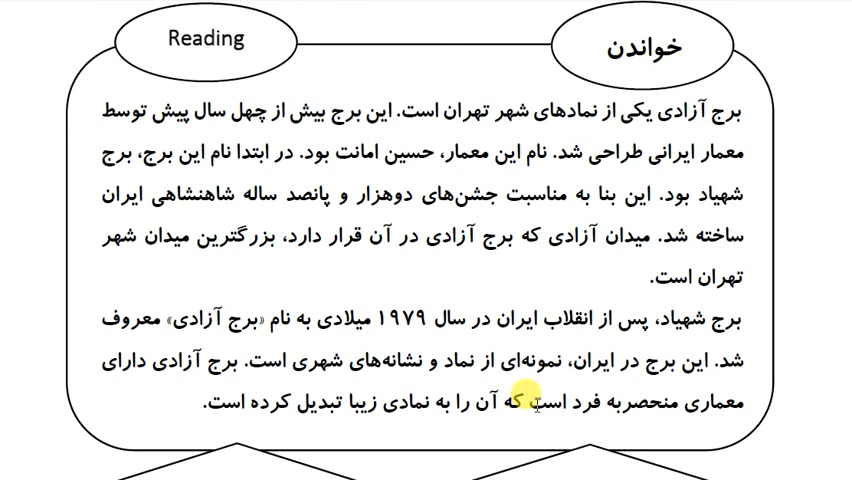 Reading
خواندن
برج آزادی یکی از نمادهای شهر تهران است. این برج بیش از چهل سال پیش توسط
معمار ایرانی طراحی شد. نام این معمار، حسین امانت بود. در ابتدا نام این برج، برج
شهیاد بود. این بنا به مناسبت جشن‌های دوهزار و پانصد ساله شاهنشاهی ایران
ساخته شد. میدان آزادی که برج آزادی در آن قرار دارد، بزرگترین میدان شهر
تهران است.
برج شهیاد، پس از انقلاب ایران در سال ۱۹۷۹ میلادی به نام «برج آزادی» معروف
شد. این برج در ایران، نمونه‌ای از نماد و نشانه‌های شهری است. برج آزادی دارای
معماری منحصربه فرد است که آن را به نمادی زیبا تبدیل کرده است.